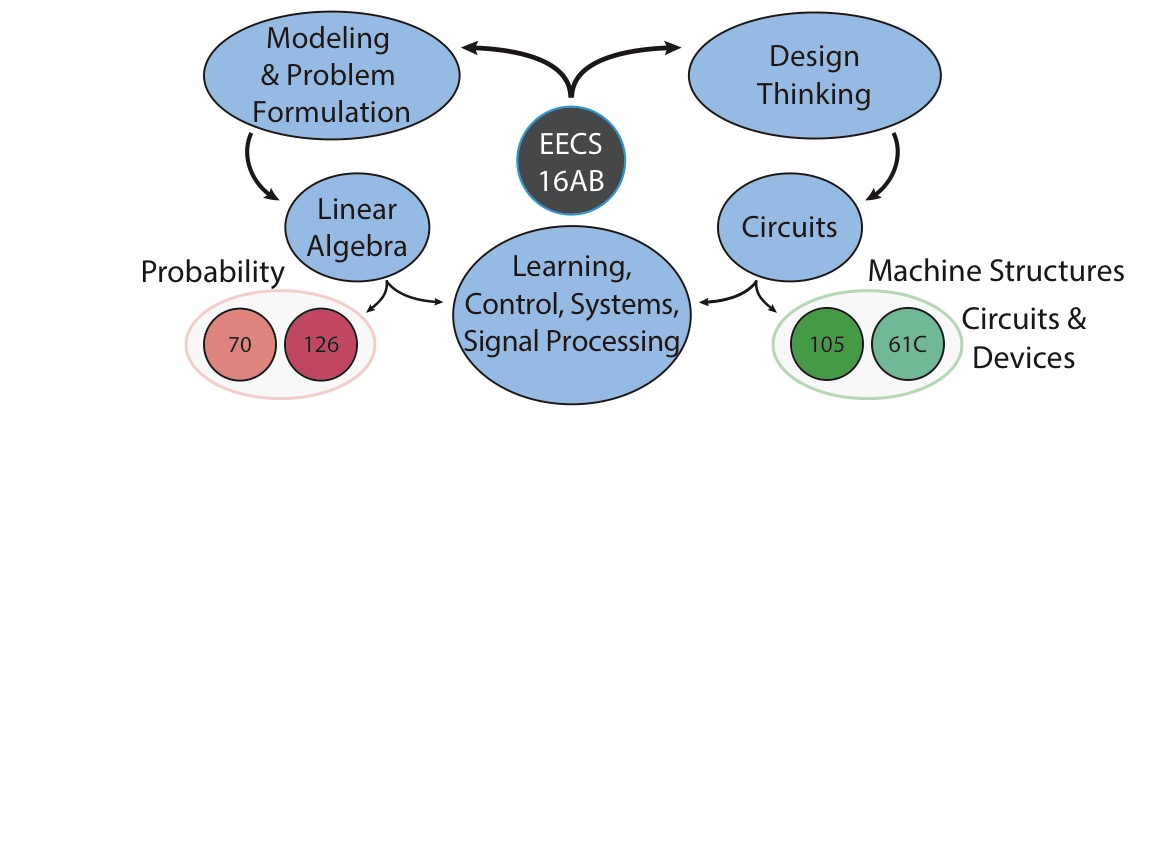 Modeling
& Problem
Formulation
Design
Thinking
EECS
16AB
Linear
Algebra
Circuits
Learning,
Control, Systems,
Signal Processing
Probability
70
126
Machine Structures
105
61C
Circuits &
Devices